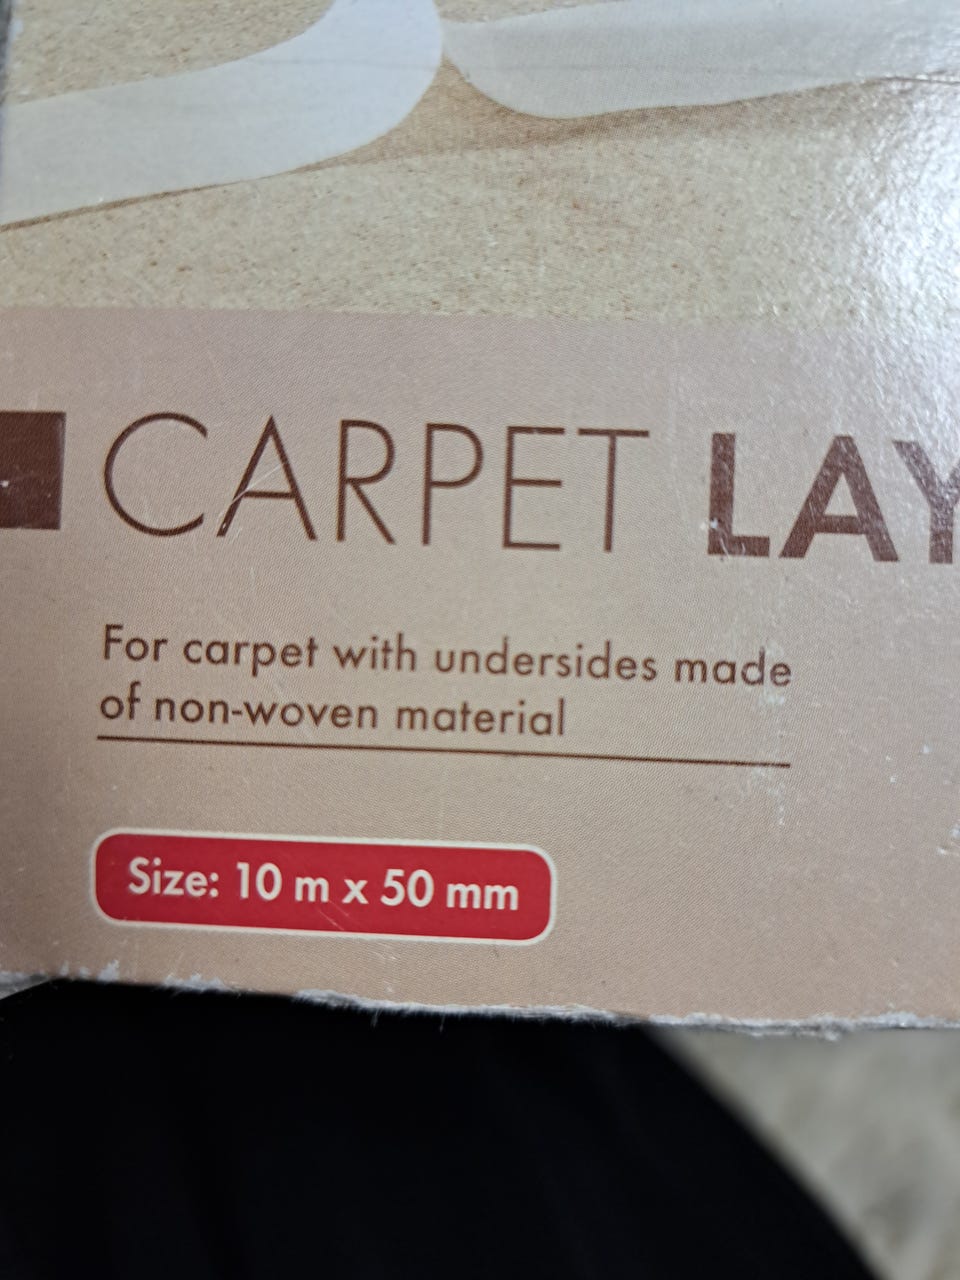 CARPET LAY
For carpet with undersides made
of non-woven material
Size: 10 m x 50 mm